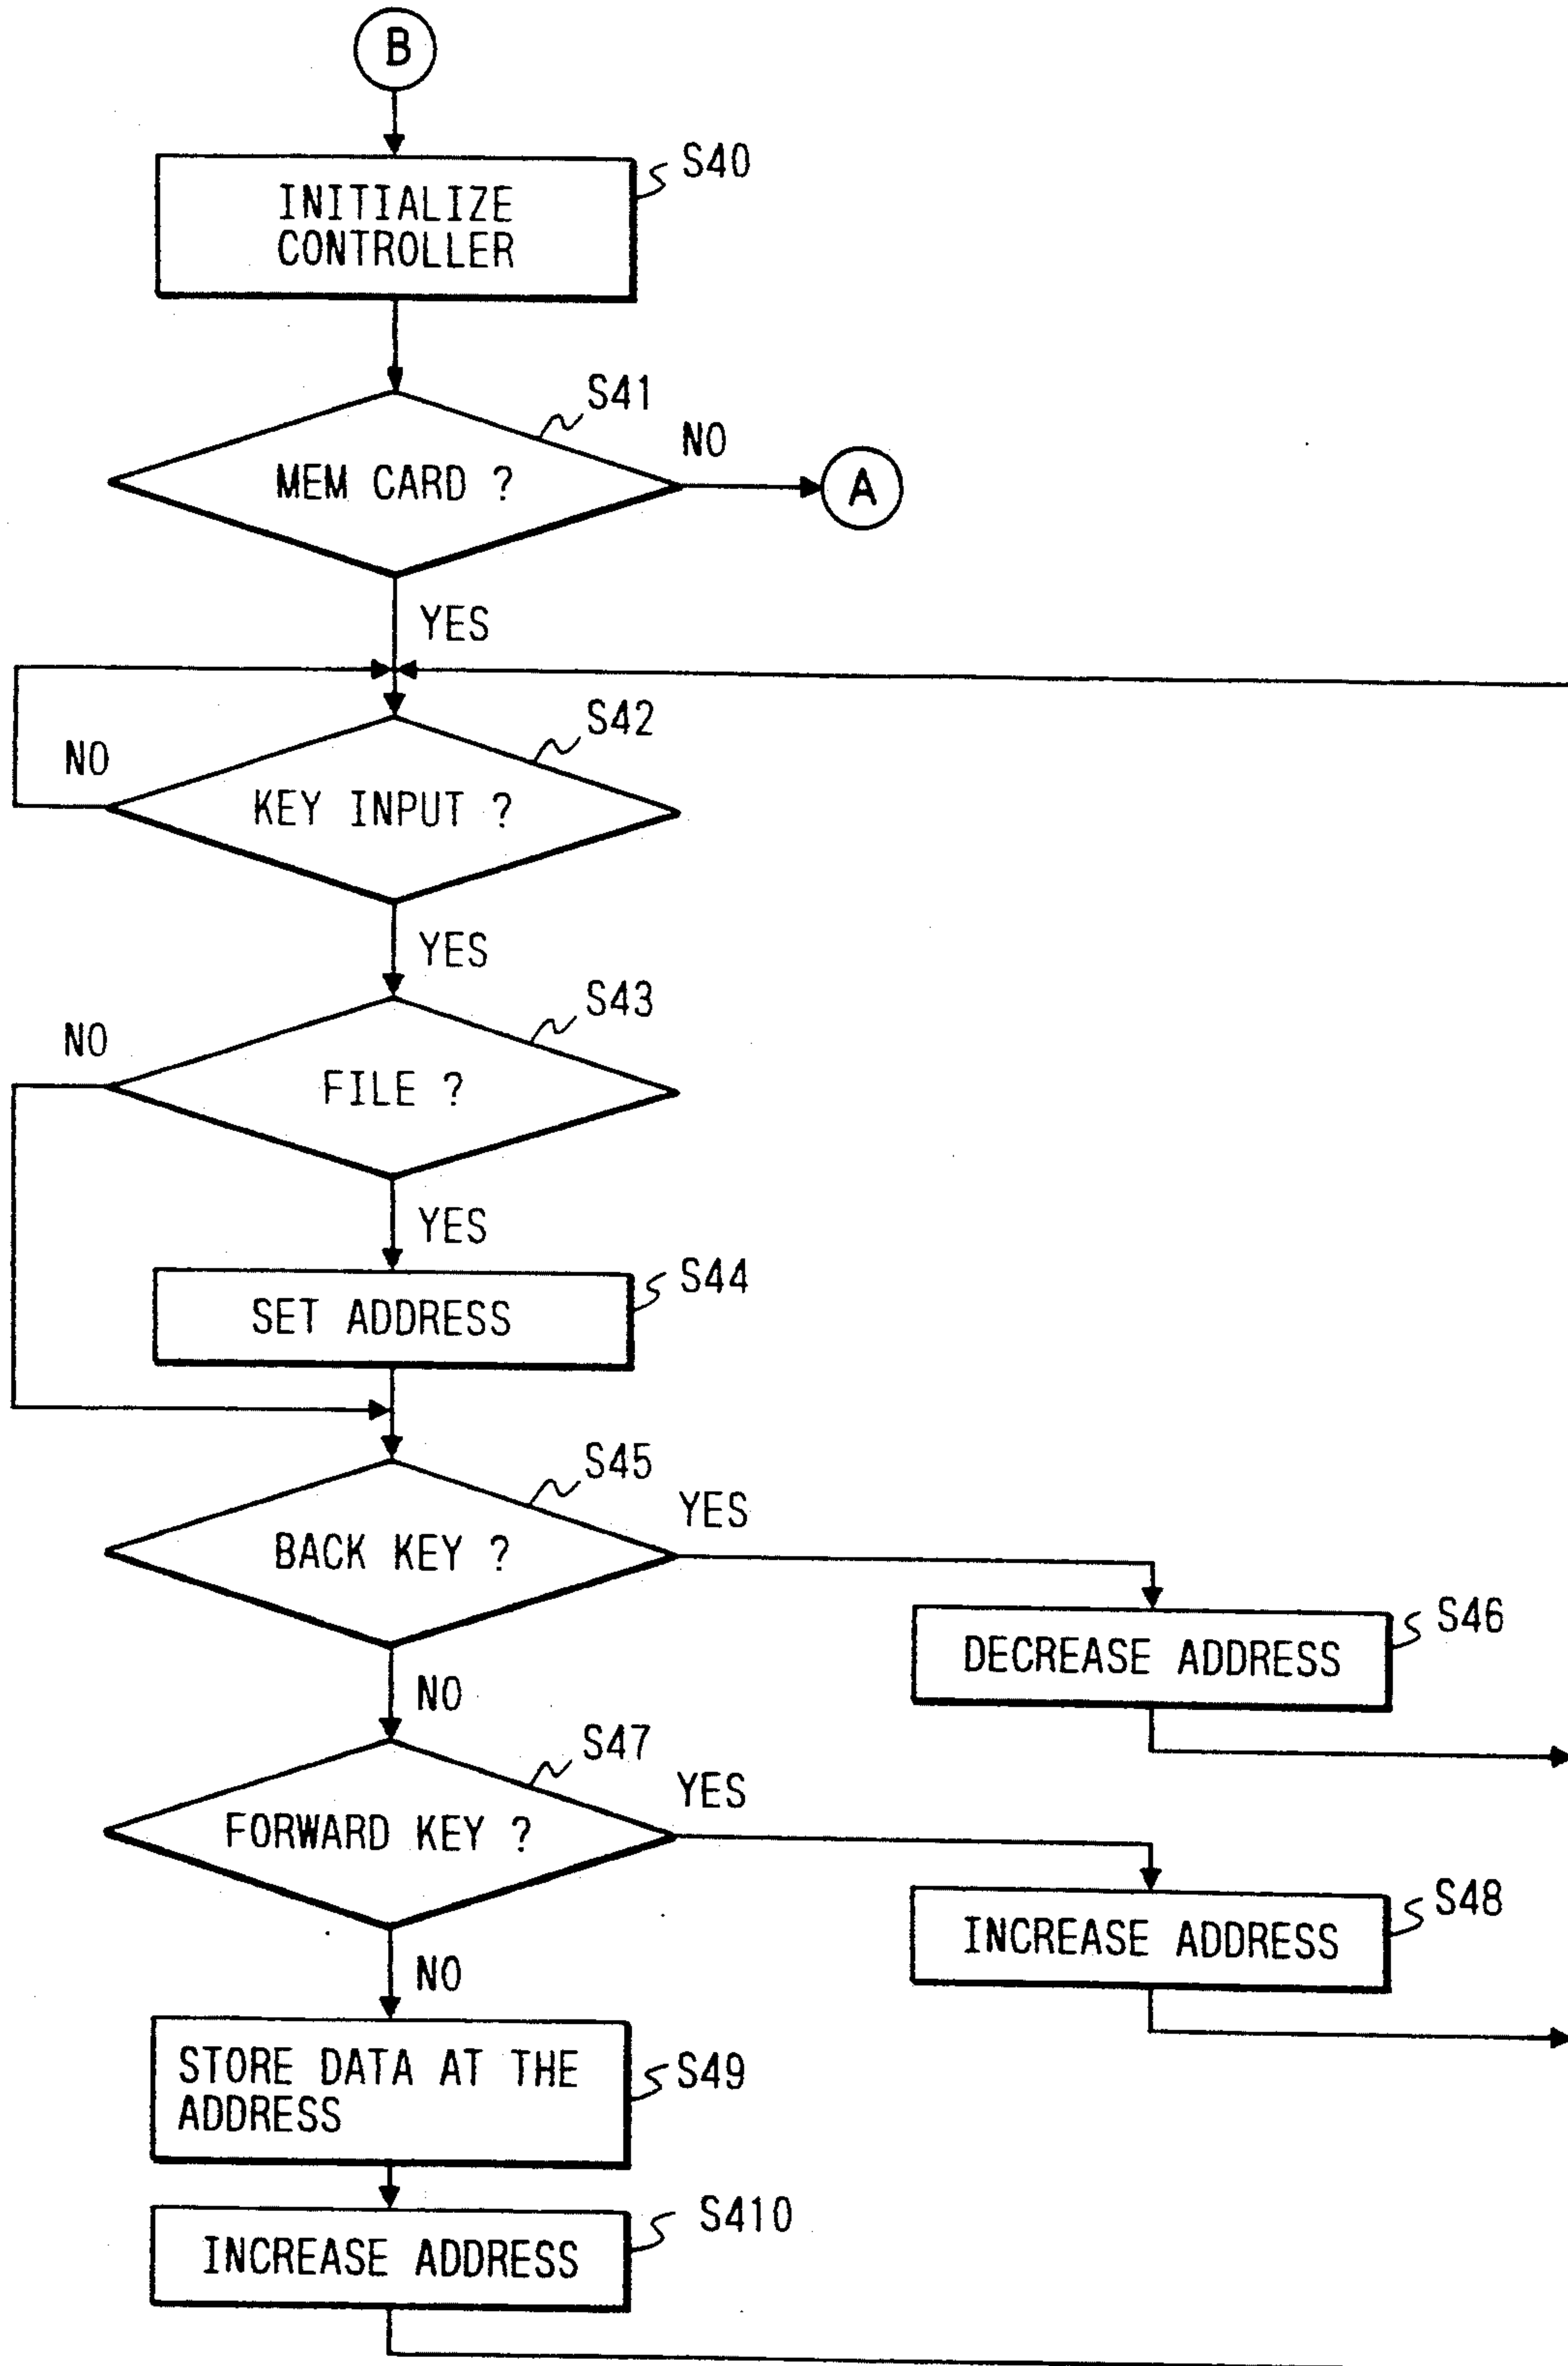 B
S40
INITIALIZE
CONTROLLER
S41
NO
MEM CARD ?
A
YES
S42
NO
KEY INPUT ?
YES
S43
NO
FILE ?
YES
S44
SET ADDRESS
S45
YES
BACK KEY ?
S46
DECREASE ADDRESS
NO
S47
YES
FORWARD KEY ?
S48
INCREASE ADDRESS
NO
STORE DATA AT THE
ADDRESS
S49
S410
INCREASE ADDRESS